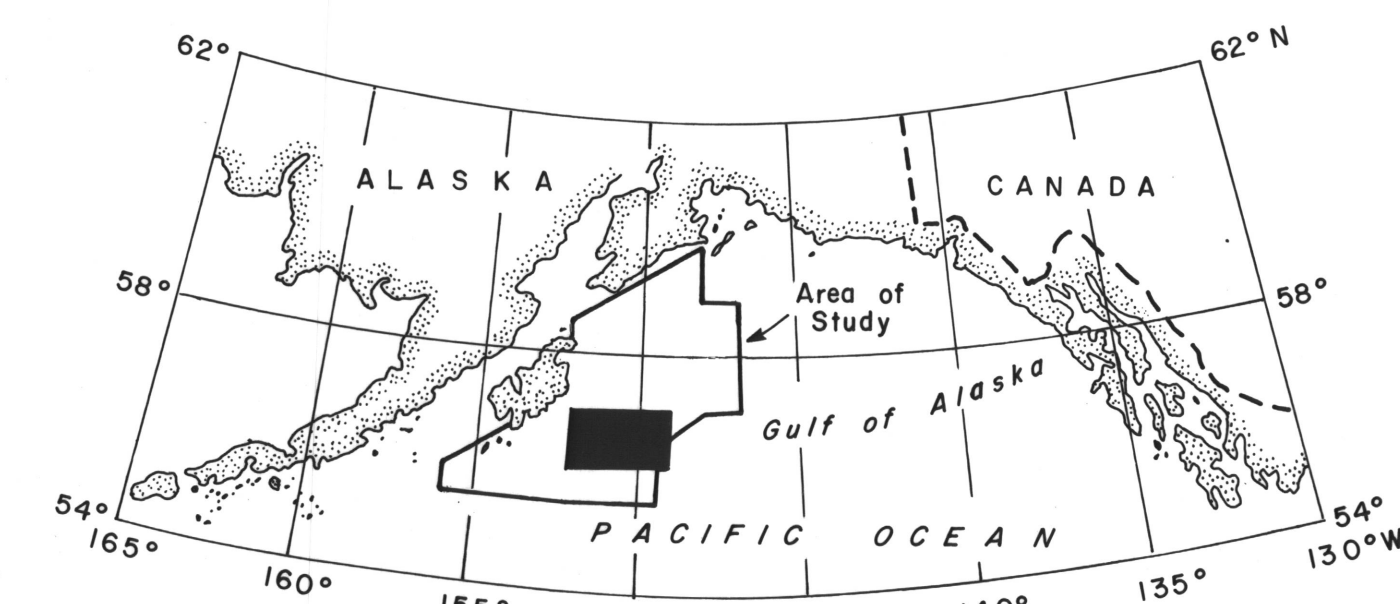 62°
62° N
ALASKA
CANADA
58°
Area of
Study
58°
Gulf of Alaska
54°
PACIFIC OCEAN
54°
165°
160°
155°
135°
130°W